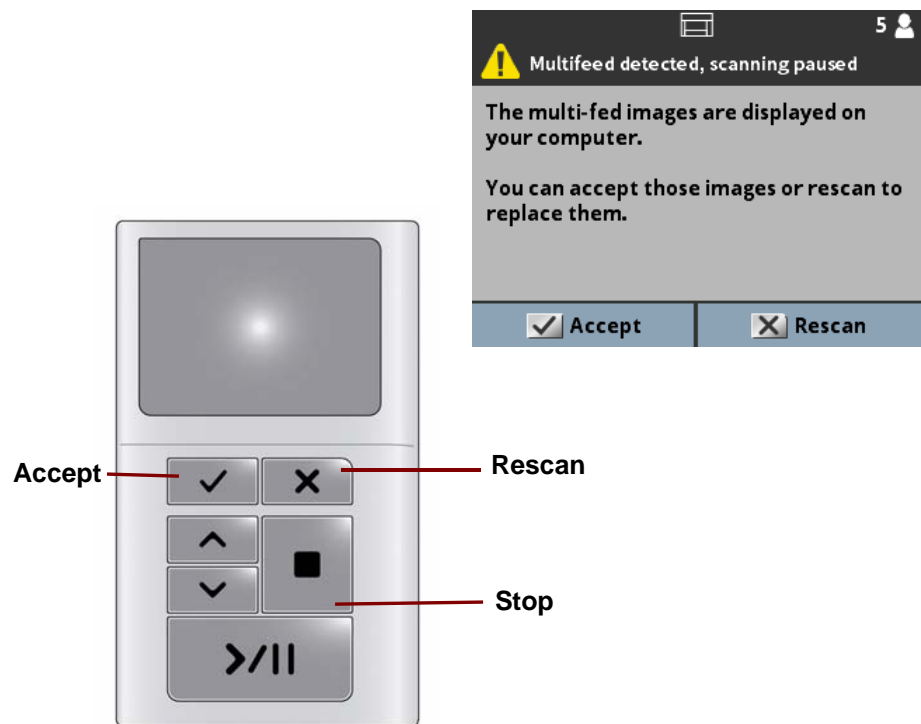 5
Multifeed detected, scanning paused
The multi-fed images are displayed on
your computer.
You can accept those images or rescan to
replace them.
Accept
Rescan
Accept
Rescan
Stop
>/II